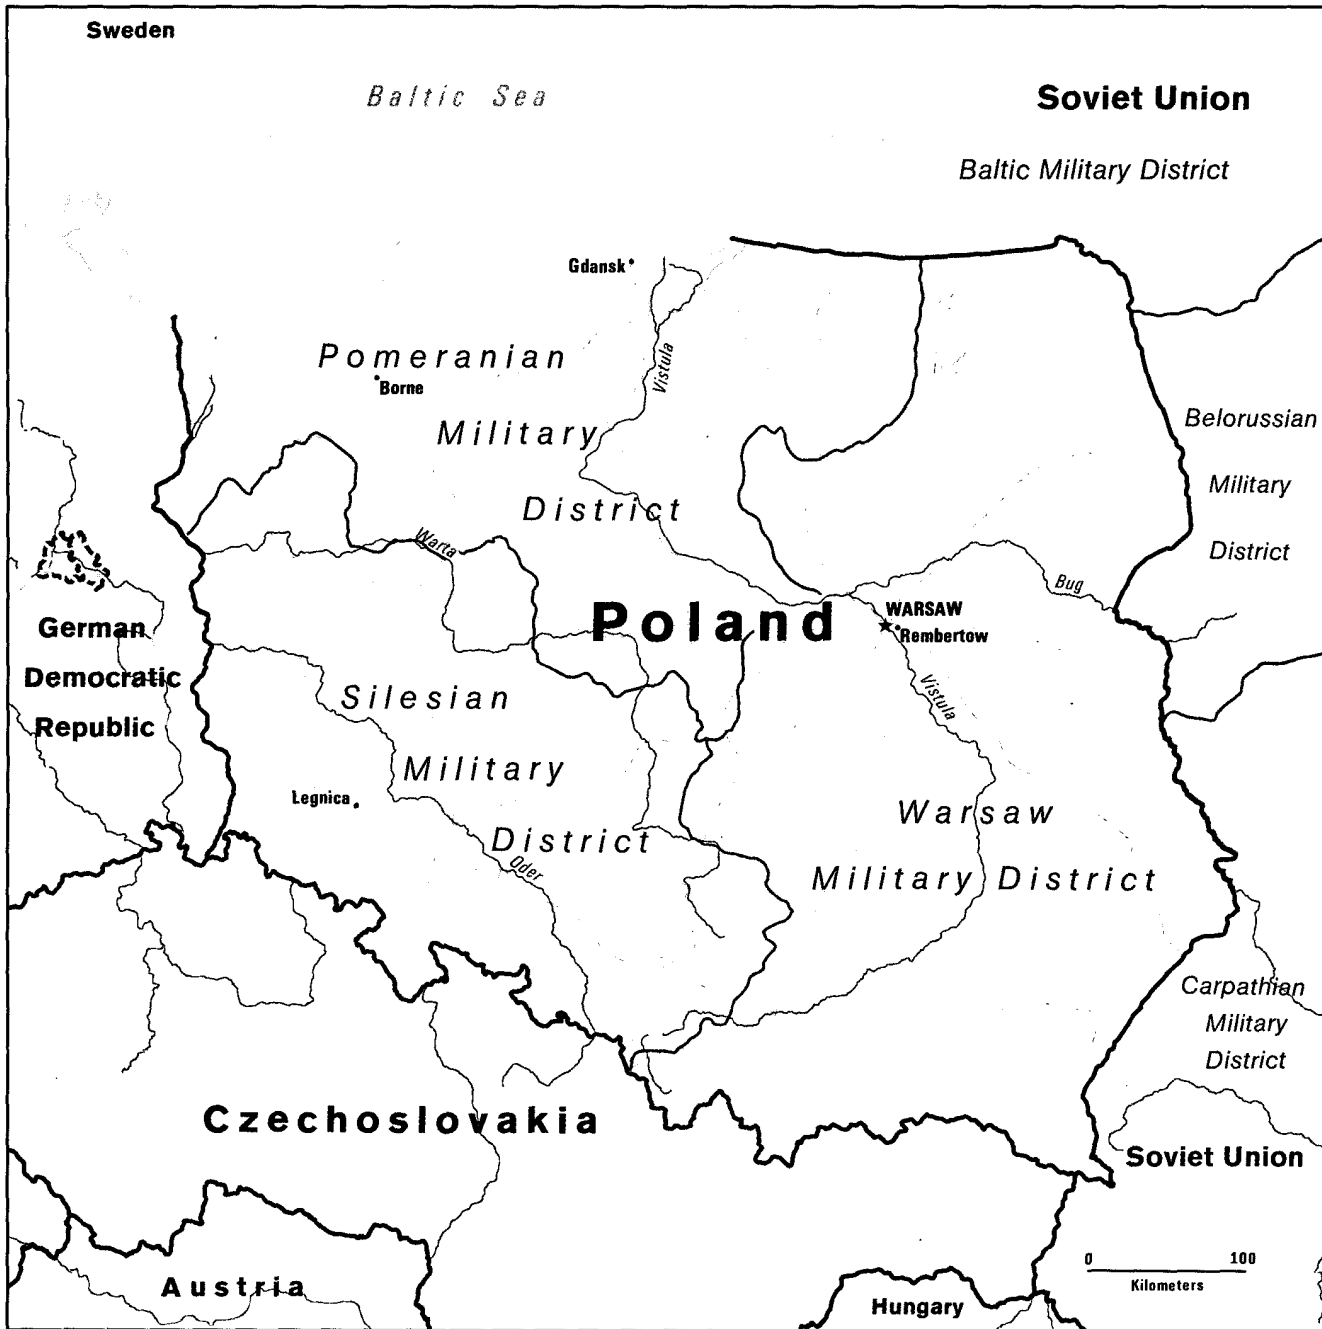 Sweden
Baltic Sea
Soviet Union
Baltic Military District
Gdansk
Pomeranian
Borne
Vistula
Military
Belorussian
Military
District
District
Warta
Bug
Poland
WARSAW
Rembertow
German
Democratic
Republic
Silesian
Vistula
Military
Legnica
Warsaw
District
Oder
Military District
Carpathian
Military
District
Czechoslovakia
Soviet Union
0 100
Kilometers
Austria
Hungary